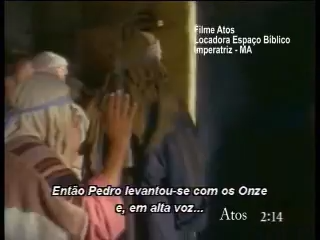 Filme Atos
Locadora Espaço Bíblico
Imperatriz - MA
Então Pedro levantou-se com os Onze
e, em alta voz...
Atos 2:14